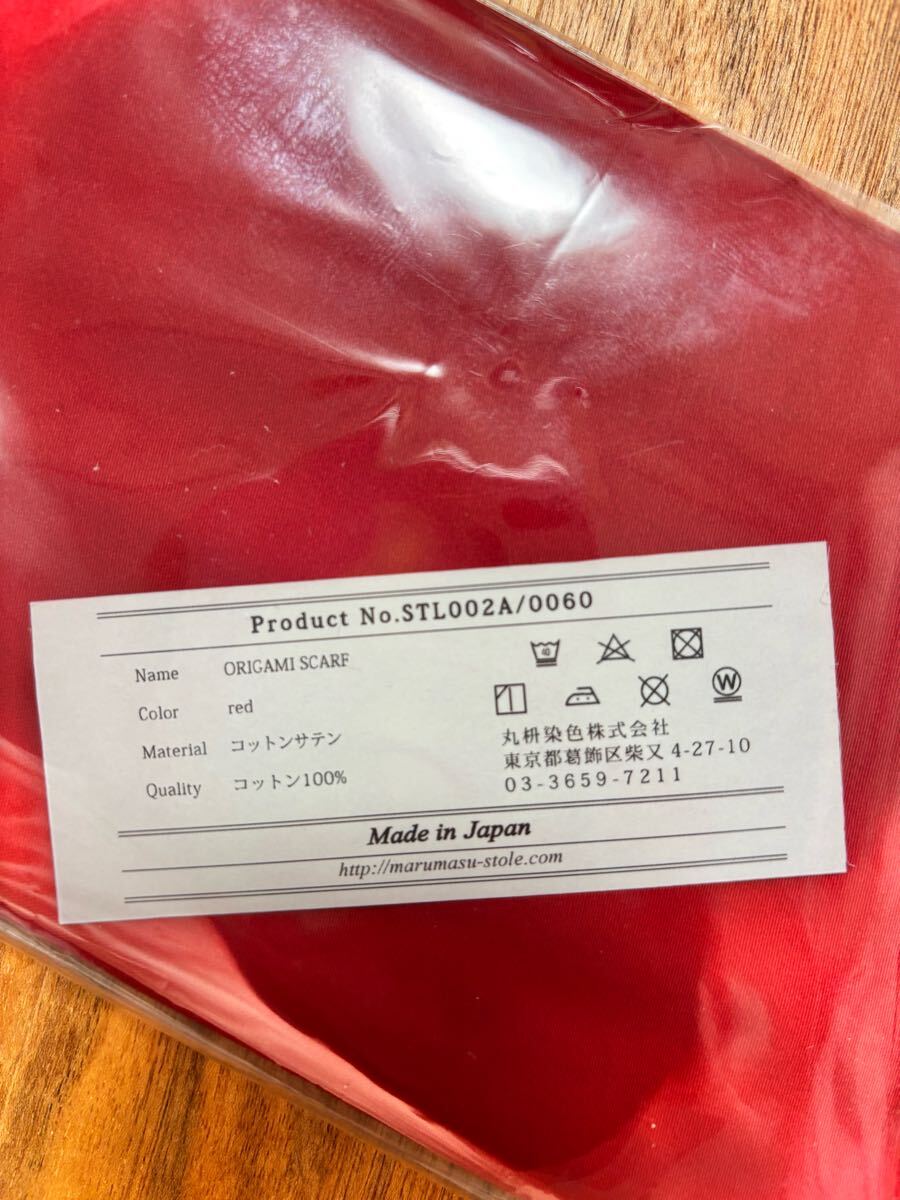 Product No.STL002A/0060
Name ORIGAMI SCARF
Color red
Material コットンサテン
Quality コットン100%
40
W
丸枡染色株式会社
東京都葛飾区柴又 4-27-10
03-3659-7211
Made in Japan
http://marumasu-stole.com